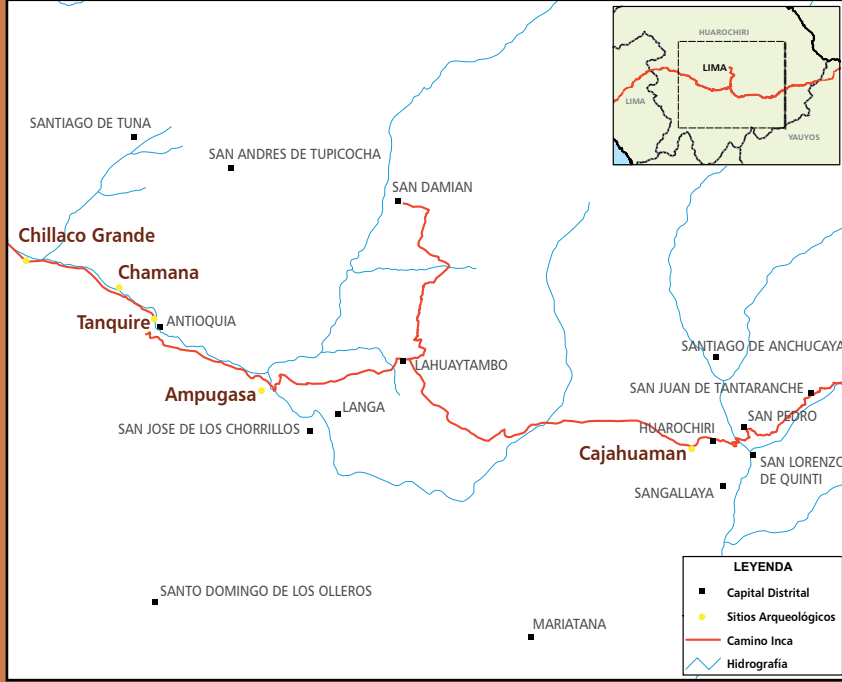 HUAROCHIRI
LIMA
LIMA
YAUYOS
SANTIAGO DE TUNA
SAN ANDRES DE TUPICOCHA
SAN DAMIAN
Chillaco Grande
Chamana
Tanquire
ANTIOQUIA
SANTIAGO DE ANCHUCAYA
LAHUAYTAMBO
SAN JUAN DE TANTARANCHE
Ampugasa
LANGA
SAN PEDRO
SAN JOSE DE LOS CHORRILLOS
HUAROCHIRI
Cajahuaman
SAN LORENZO
DE QUINTI
SANGALLAYA
SANTO DOMINGO DE LOS OLLEROS
MARIATANA
LEYENDA
Capital Distrital
Sitios Arqueológicos
Camino Inca
Hidrografía